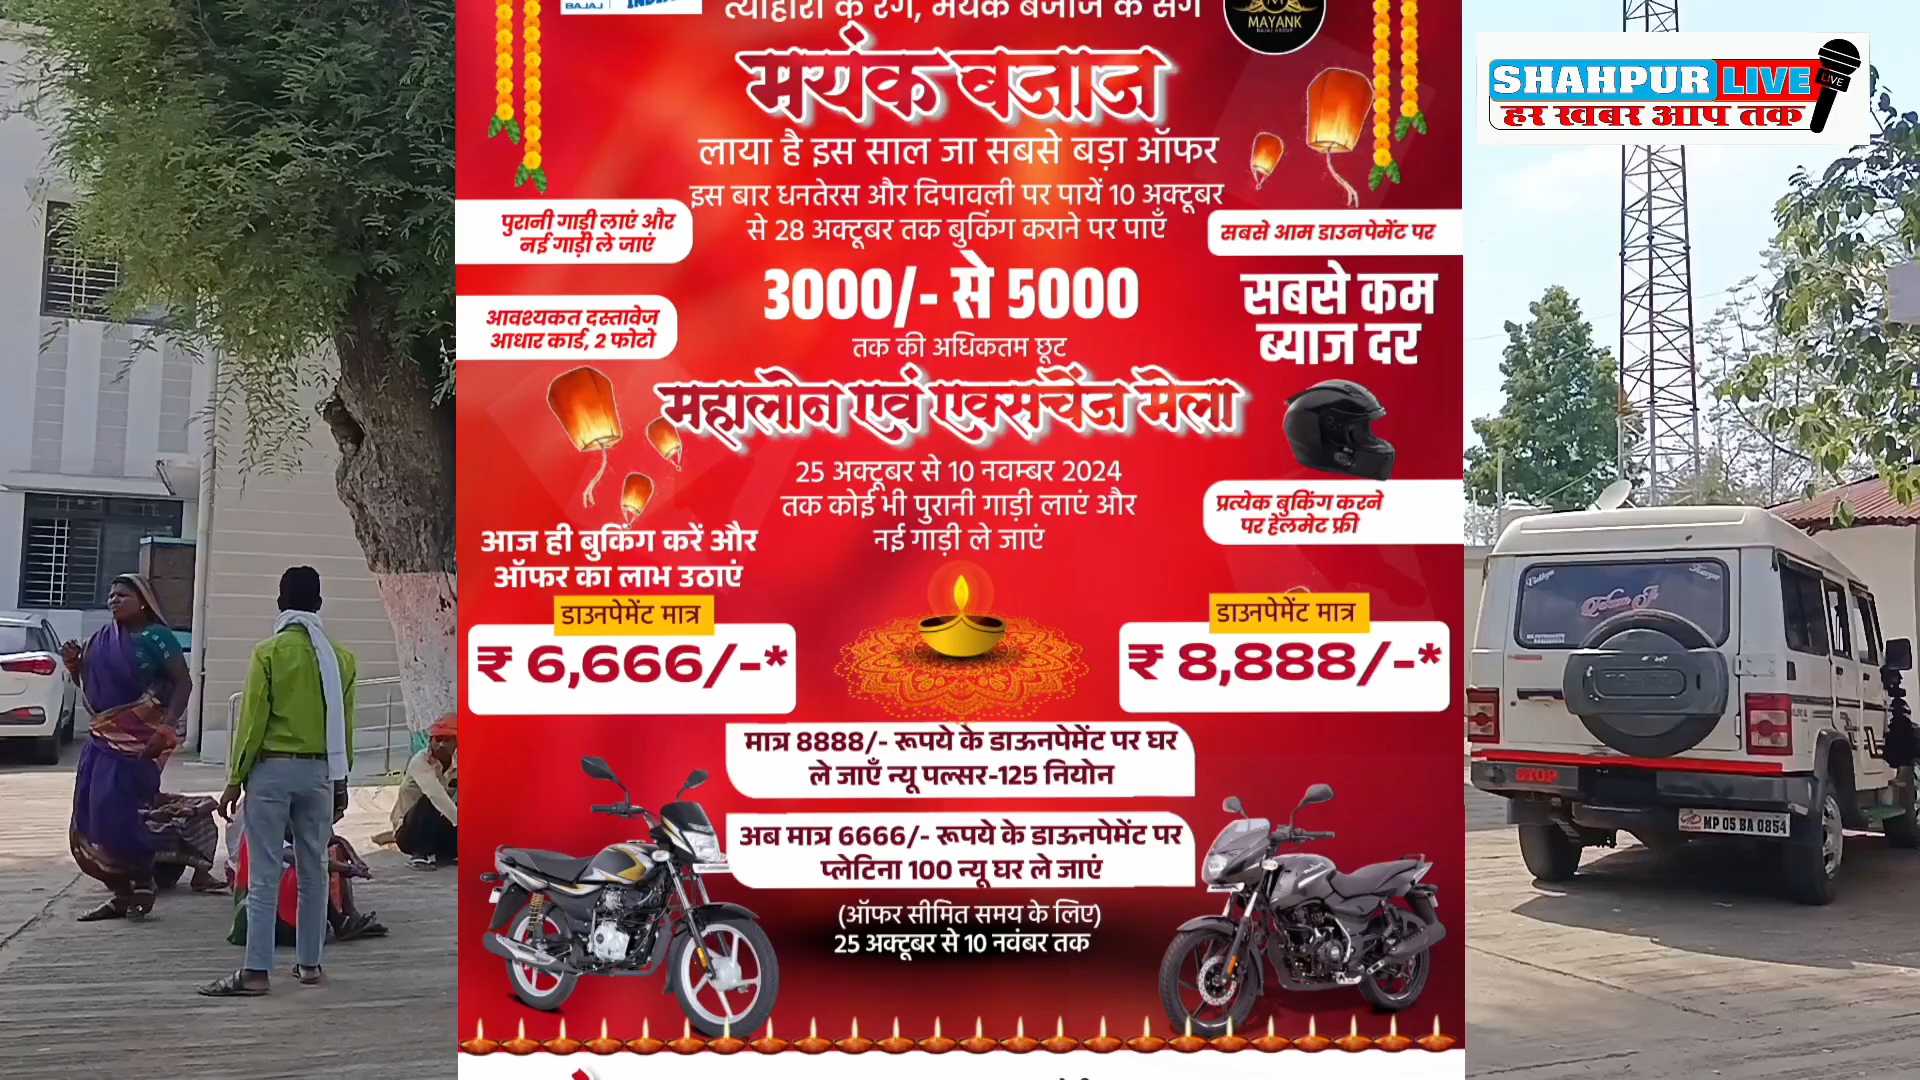 BAJAJ
त्योहारों के रंग, मयंक बजाज के संग
MAYANK
BAJAJ GROUP
SHAHPUR LIVE
LIVE
हर खबर आप तक
मयंक बजाज
लाया है इस साल जा सबसे बड़ा ऑफर
इस बार धनतेरस और दिपावली पर पायें 10 अक्टूबर
से 28 अक्टूबर तक बुकिंग कराने पर पाएँ
पुरानी गाड़ी लाएं और
नई गाड़ी ले जाएं
सबसे आम डाउनपेमेंट पर
3000/- से 5000
तक की अधिकतम छूट
सबसे कम
ब्याज दर
आवश्यकत दस्तावेज
आधार कार्ड, 2 फोटो
महालोन एवं एक्सचेंज मेला
25 अक्टूबर से 10 नवम्बर 2024
तक कोई भी पुरानी गाड़ी लाएं और
नई गाड़ी ले जाएं
प्रत्येक बुकिंग करने
पर हेलमेट फ्री
आज ही बुकिंग करें और
ऑफर का लाभ उठाएं
डाउनपेमेंट मात्र
₹ 6,666/-*
डाउनपेमेंट मात्र
₹ 8,888/-*
मात्र 8888/- रूपये के डाऊनपेमेंट पर घर
ले जाएँ न्यू पल्सर-125 नियोन
अब मात्र 6666/- रूपये के डाऊनपेमेंट पर
प्लेटिना 100 न्यू घर ले जाएं
(ऑफर सीमित समय के लिए)
25 अक्टूबर से 10 नवंबर तक
STOP
MP 05 BA 0854